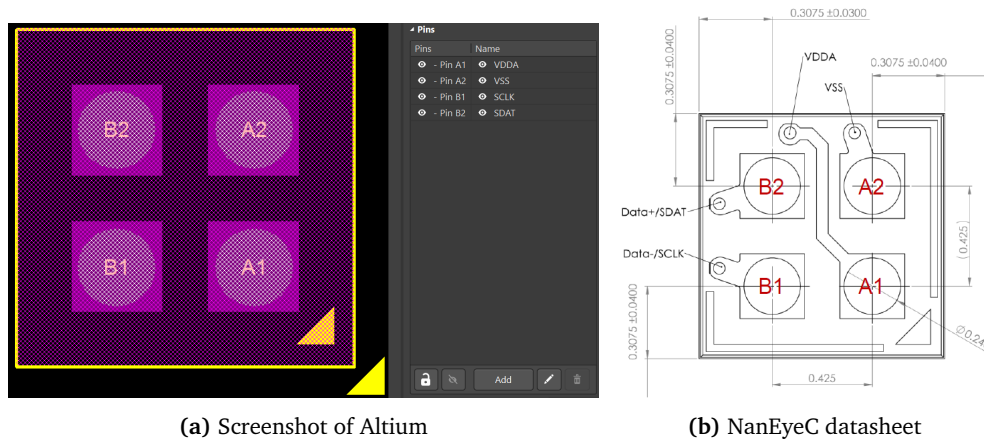 Pins
Pins Name
- Pin A1 VDDA
- Pin A2 VSS
- Pin B1 SCLK
- Pin B2 SDAT
B2 A2
B1 A1
Add
(a) Screenshot of Altium
0.3075 ±0.0300
0.3075 ±0.0400
VDDA
0.3075 ±0.0400
VSS
B2 A2
Data+/SDAT
(0.425)
Data-/SCLK
B1 A1
0.3075 ±0.0400
0.425
(b) NanEyeC datasheet